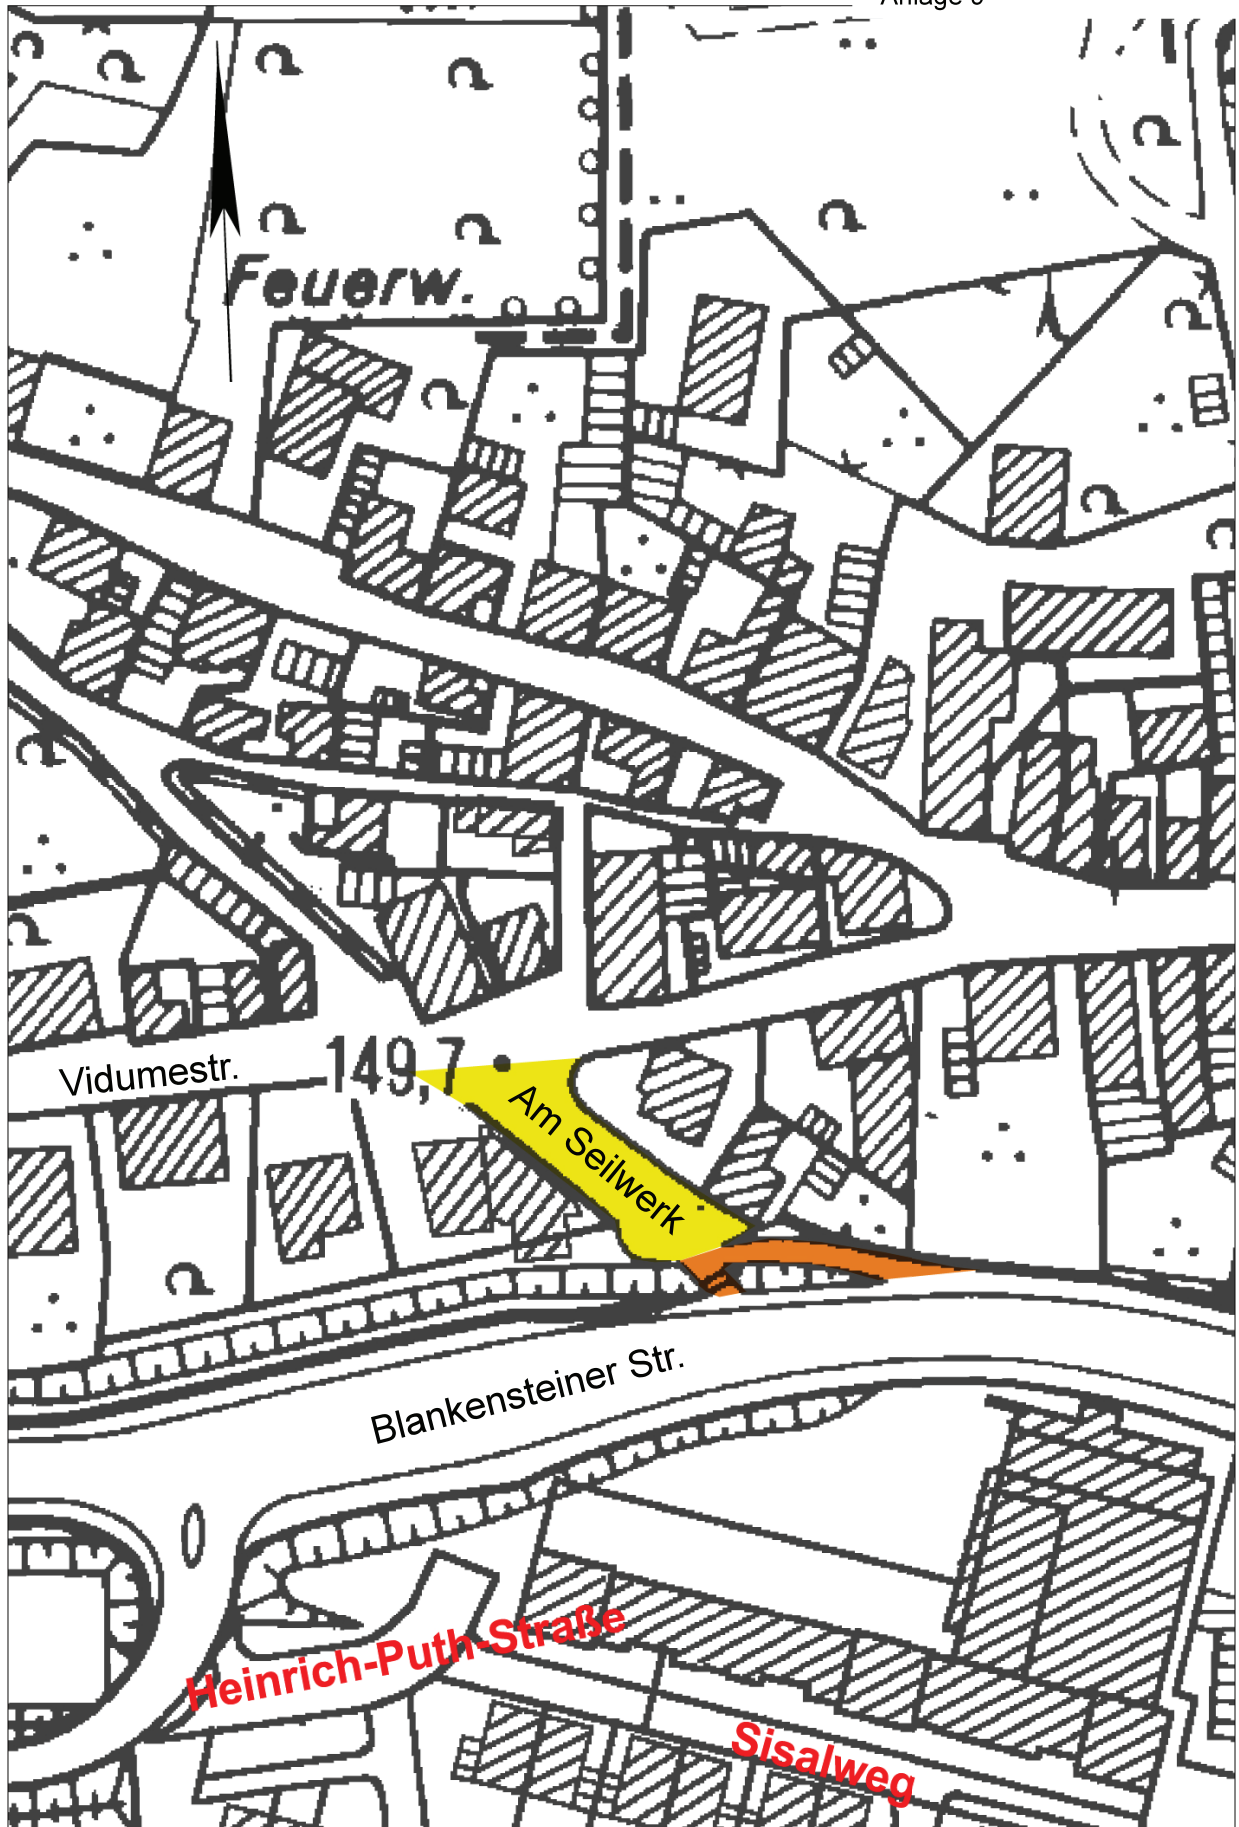 Feuerw.
Vidumestr.
149,7
Am Seilwerk
Blankensteiner Str.
Heinrich-Puth-Straße
Sisalweg